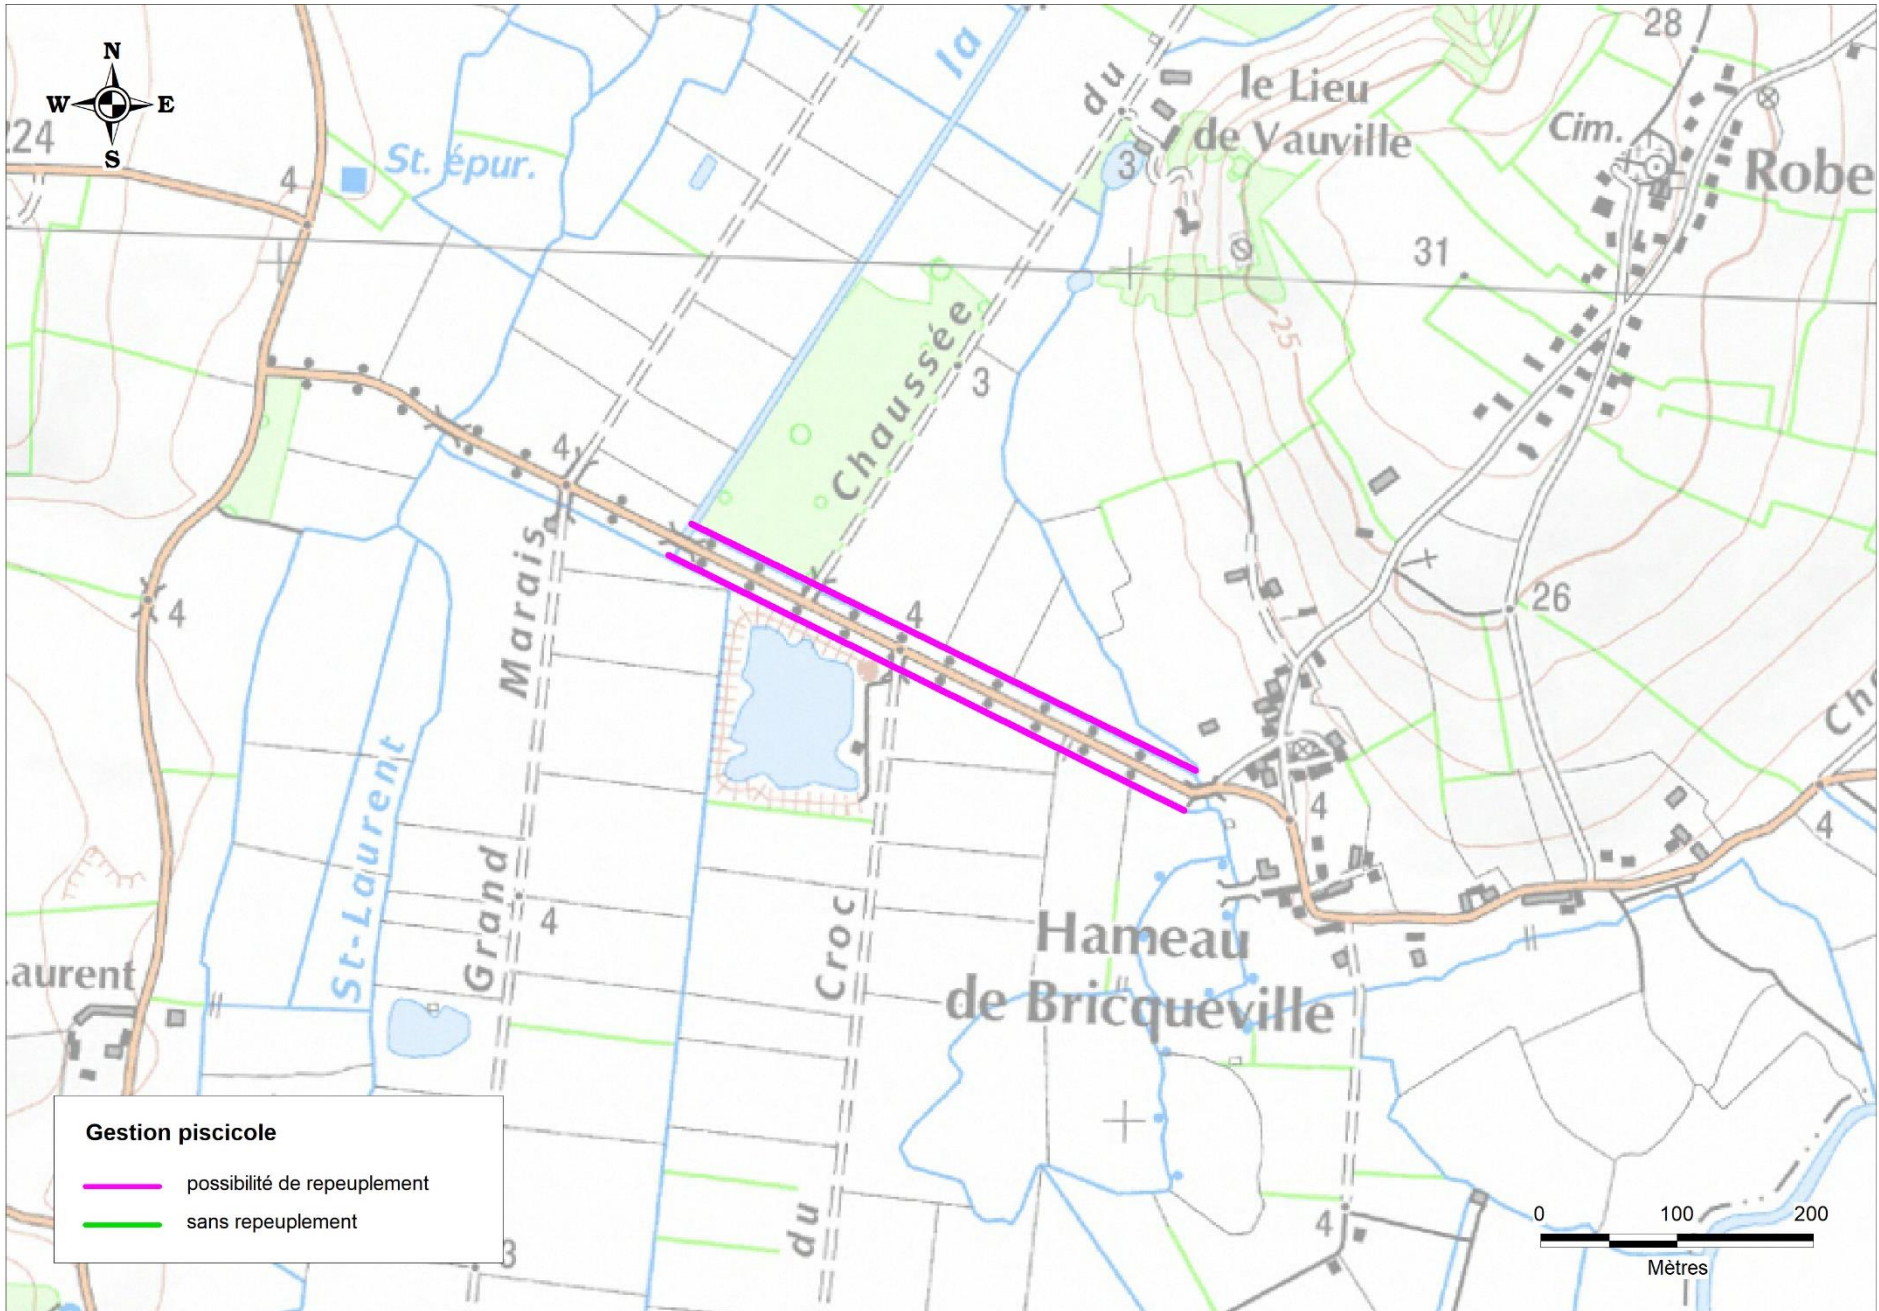 N
W E
S
la
du
28
le Lieu
de Vauville
Cim.
Robe
224
4
St. épur.
3
31
25
Chaussée
3
4
4
26
4
Marais
4
Ch
4
St-Laurent
Grand
4
Croc
Hameau
de Bricqueville
aurent
4
du
3
Gestion piscicole
possibilité de repeuplement
sans repeuplement
0 100 200
Mètres